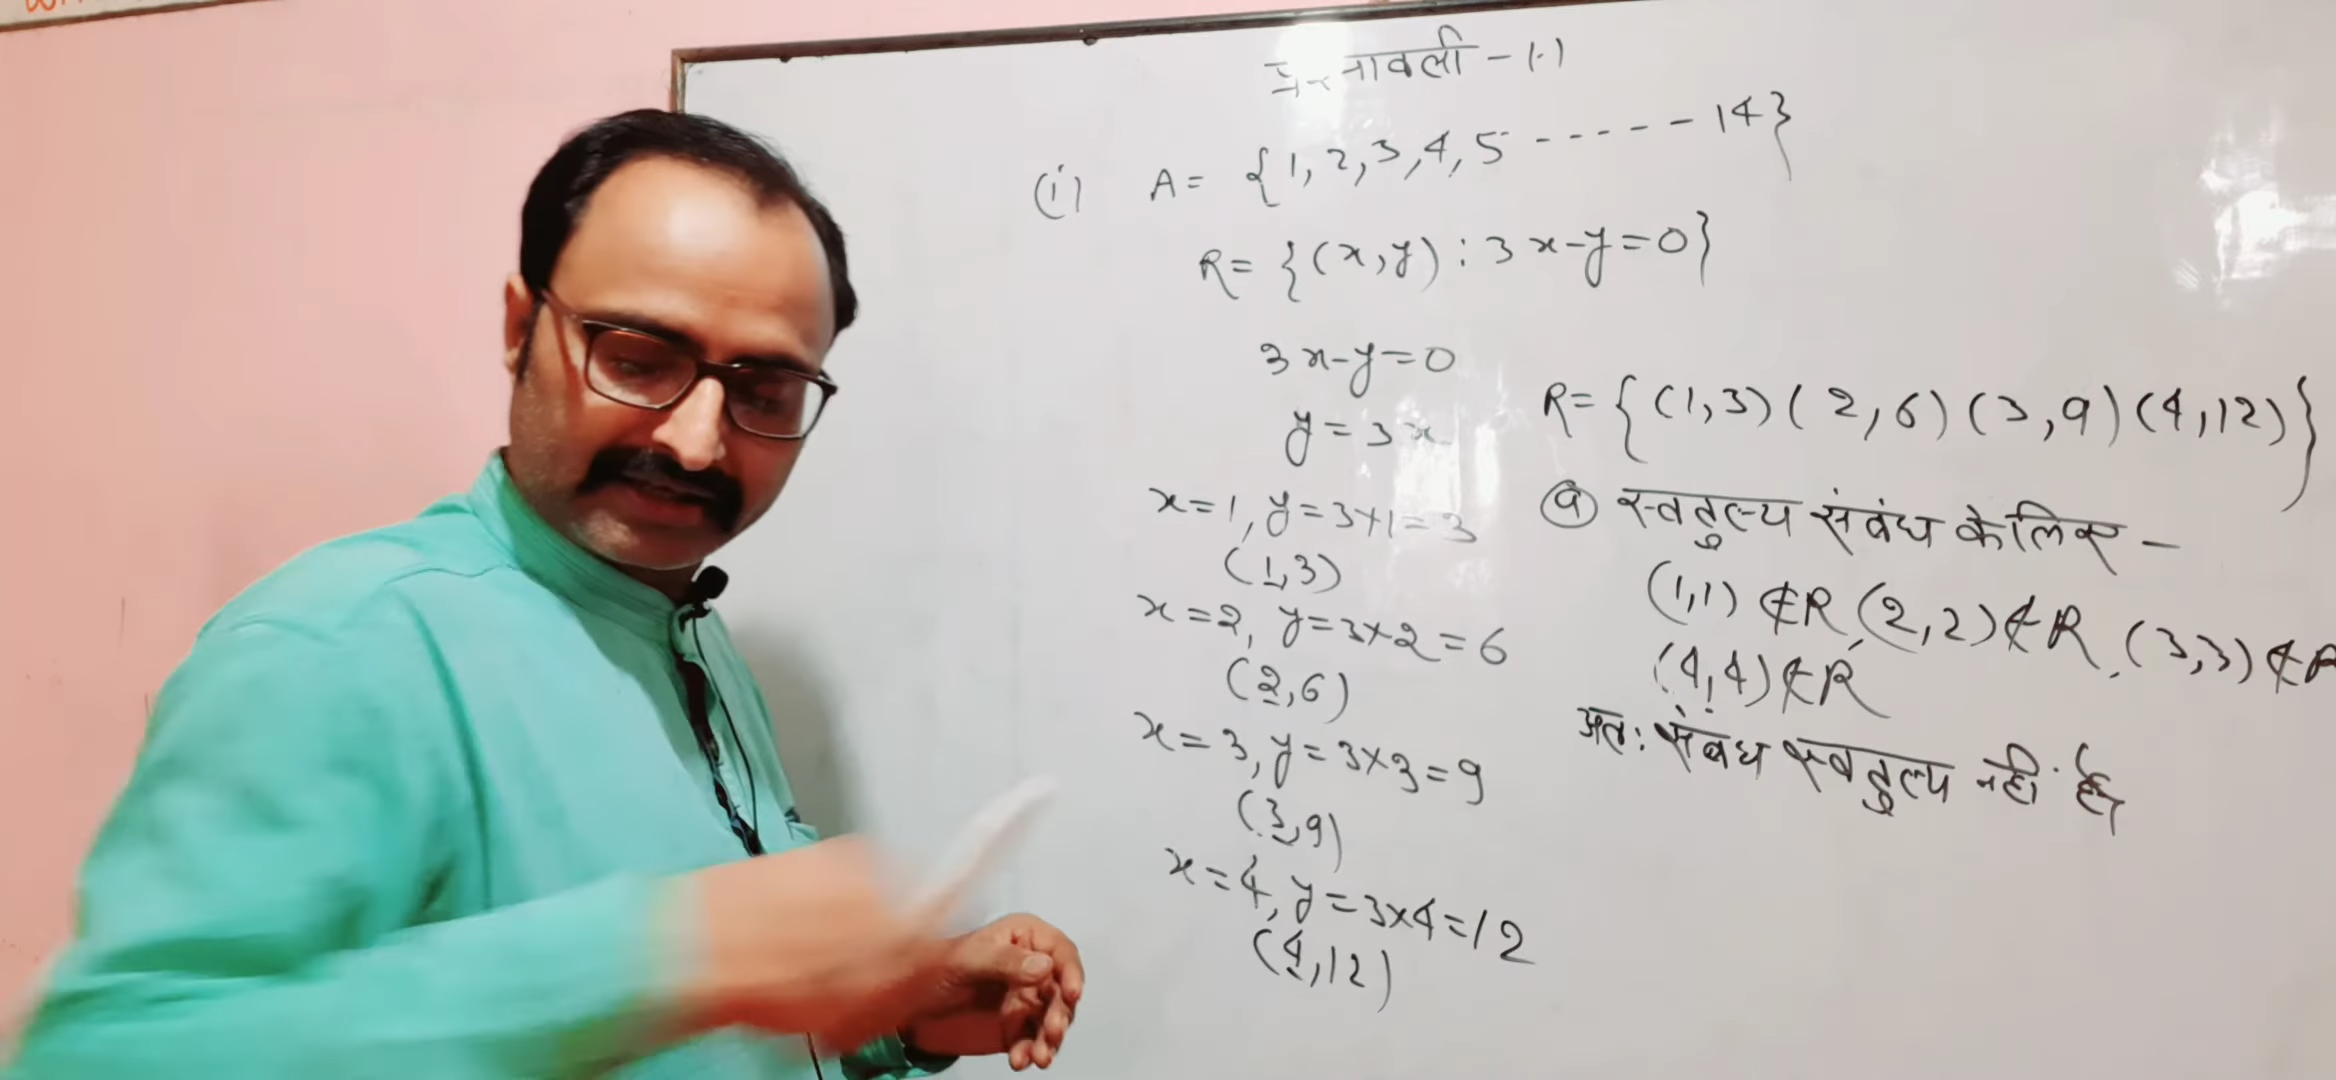 प्रश्नावली - 1.1
(i) A = {1, 2, 3, 4, 5 ----- 14}
R = {(x, y) : 3x-y=0}
3x-y=0
y=3x
x=1, y=3×1=3
(1,3)
x=2, y=3×2=6
(2,6)
x=3, y=3×3=9
(3,9)
x=4, y=3×4=12
(4,12)
R = {(1,3) (2,6) (3,9) (4,12)}
स्वतुल्य संबंध के लिए -
(1,1) ∉R, (2,2)∉R, (3,3)∉R
(4,4)∉R
अतः संबंध स्वतुल्य नहीं है